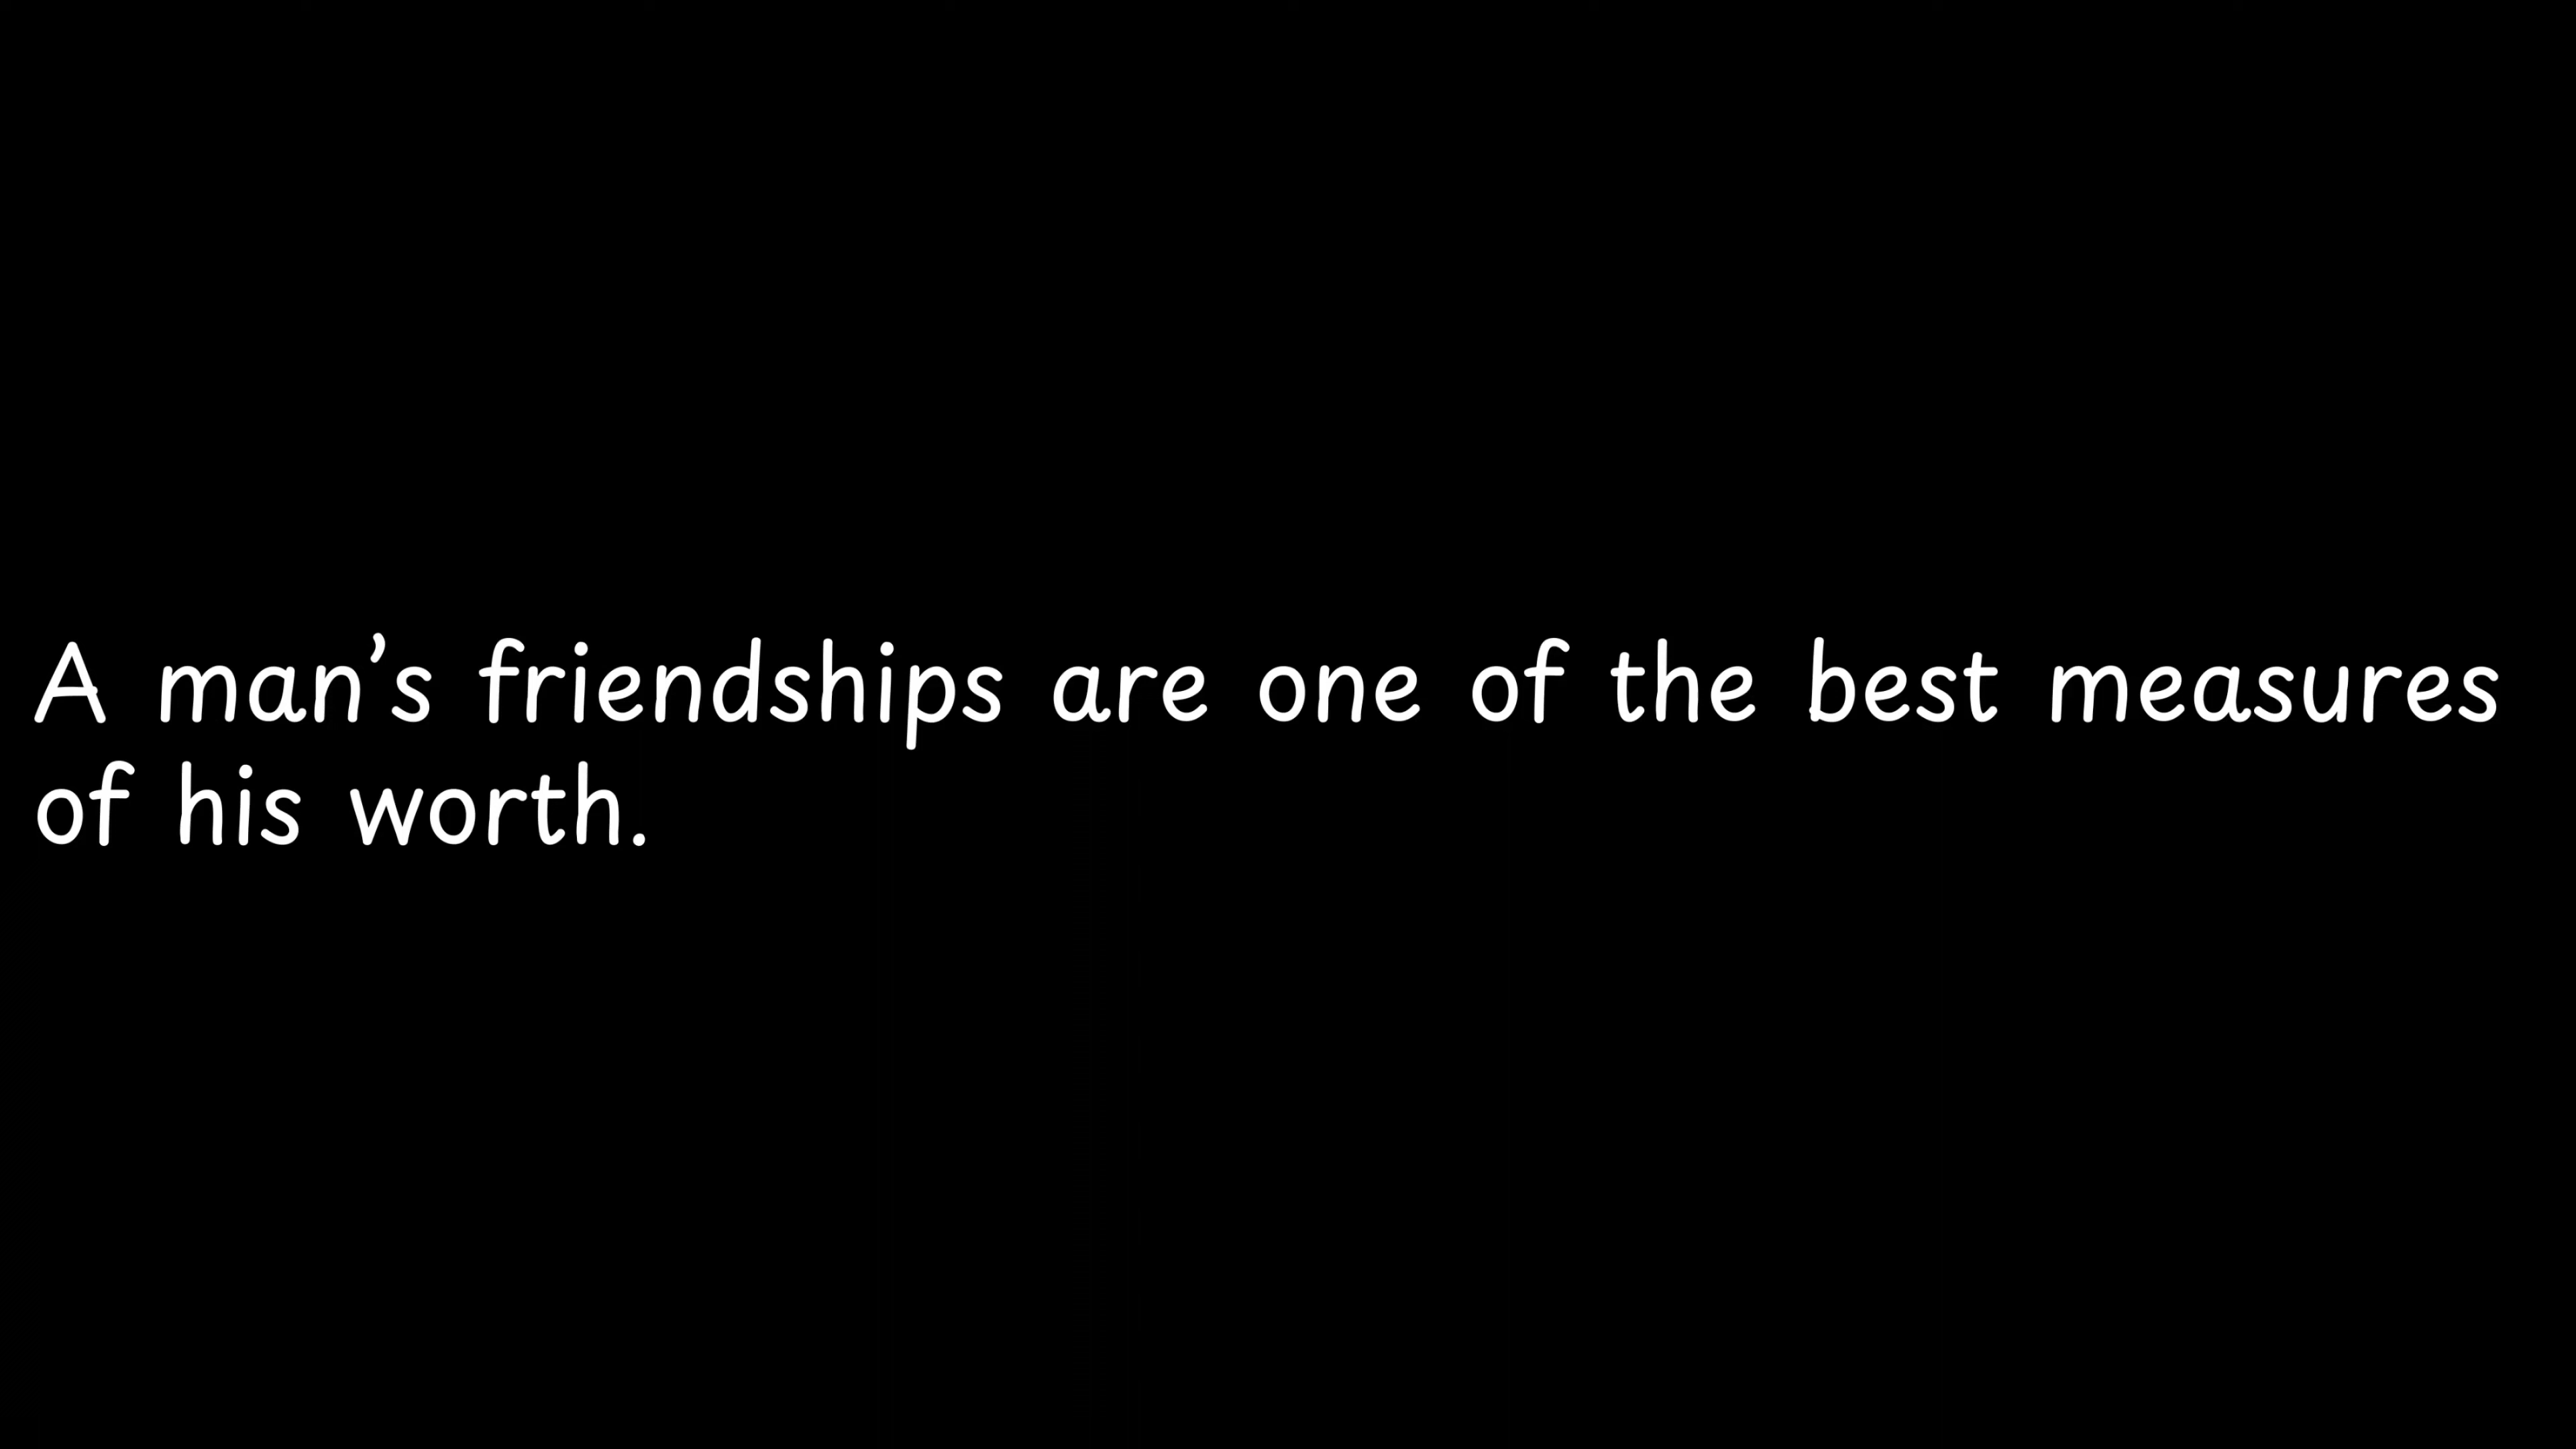 A man’s friendships are one of the best measures
of his worth.